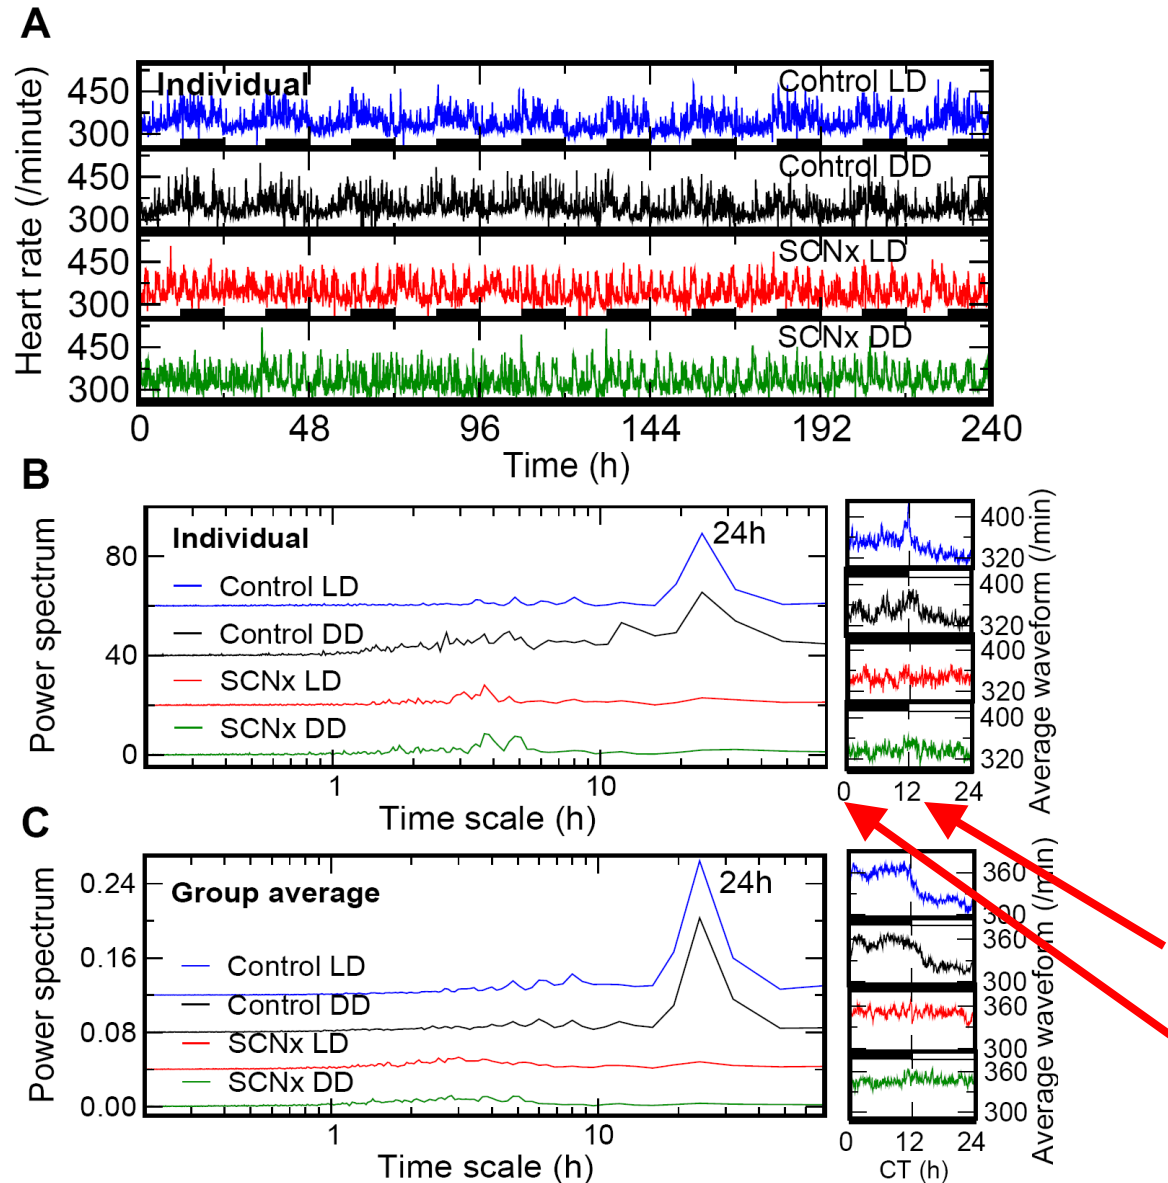 A
Heart rate (/minute)
Individual
Control LD
450
300
Control DD
450
300
SCNx LD
450
300
SCNx DD
450
300
0 48 96 144 192 240
Time (h)
B
Power spectrum
Individual
24h
80
40
0
Control LD
Control DD
SCNx LD
SCNx DD
1 10
Time scale (h)
400
320
400
320
400
320
400
320
0 12 24
Average waveform (/min)
C
Power spectrum
Group average
24h
0.24
0.16
0.08
0.00
Control LD
Control DD
SCNx LD
SCNx DD
1 10
Time scale (h)
360
300
360
300
360
300
360
300
0 12 24
CT (h)
Average waveform (/min)